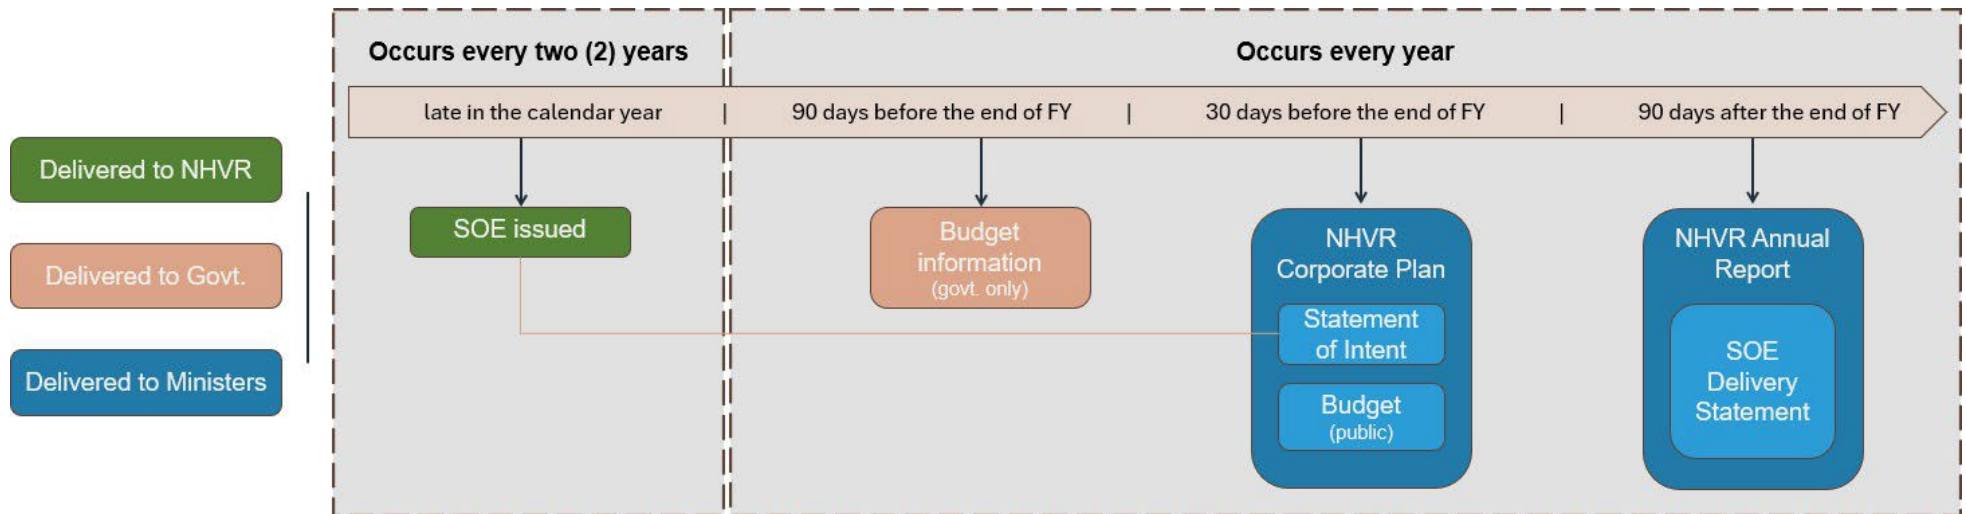 Occurs every two (2) years
Occurs every year
late in the calendar year | 90 days before the end of FY | 30 days before the end of FY | 90 days after the end of FY
Delivered to NHVR
Delivered to Govt.
Delivered to Ministers
SOE issued
Budget
information
(govt. only)
NHVR
Corporate Plan
Statement
of Intent
Budget
(public)
NHVR Annual
Report
SOE
Delivery
Statement